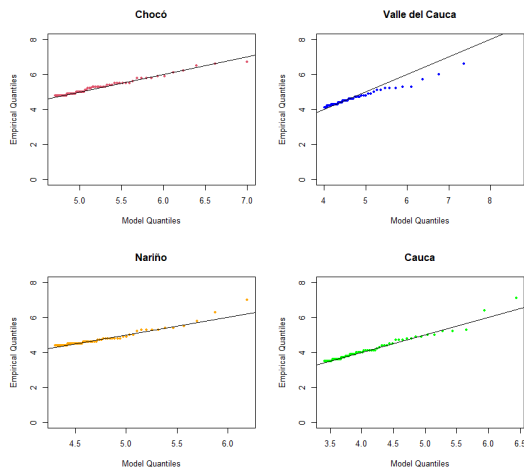 Chocó
Empirical Quantiles
0 2 4 6 8
5.0 5.5 6.0 6.5 7.0
Model Quantiles
Valle del Cauca
Empirical Quantiles
0 2 4 6 8
4 5 6 7 8
Model Quantiles
Nariño
Empirical Quantiles
0 2 4 6 8
4.5 5.0 5.5 6.0
Model Quantiles
Cauca
Empirical Quantiles
0 2 4 6 8
3.5 4.0 4.5 5.0 5.5 6.0 6.5
Model Quantiles